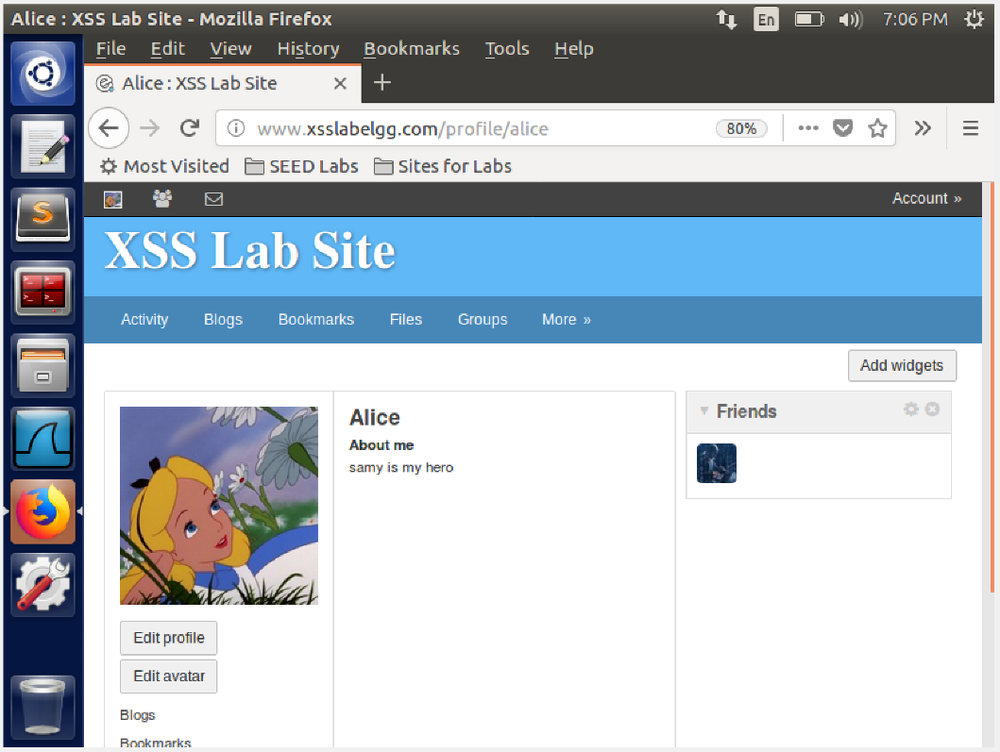 Alice : XSS Lab Site - Mozilla Firefox
En
7:06 PM
File Edit View History Bookmarks Tools Help
Alice : XSS Lab Site
www.xsslabelgg.com/profile/alice
80%
Most Visited
SEED Labs
Sites for Labs
Account »
XSS Lab Site
Activity Blogs Bookmarks Files Groups More »
Add widgets
Alice
About me
samy is my hero
Friends
Edit profile
Edit avatar
Blogs
Bookmarks